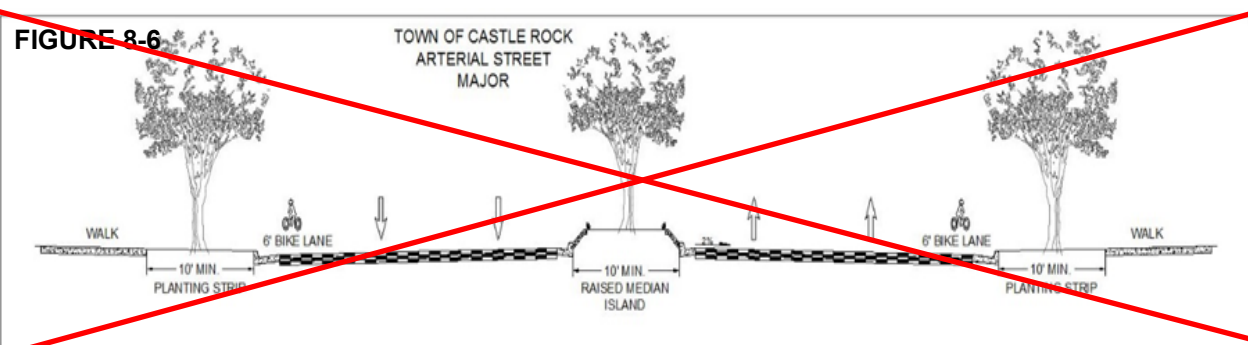 FIGURE 8-6
TOWN OF CASTLE ROCK
ARTERIAL STREET
MAJOR
WALK
6' BIKE LANE
2%
6' BIKE LANE
WALK
10' MIN.
PLANTING STRIP
10' MIN.
RAISED MEDIAN
ISLAND
10' MIN.
PLANTING STRIP